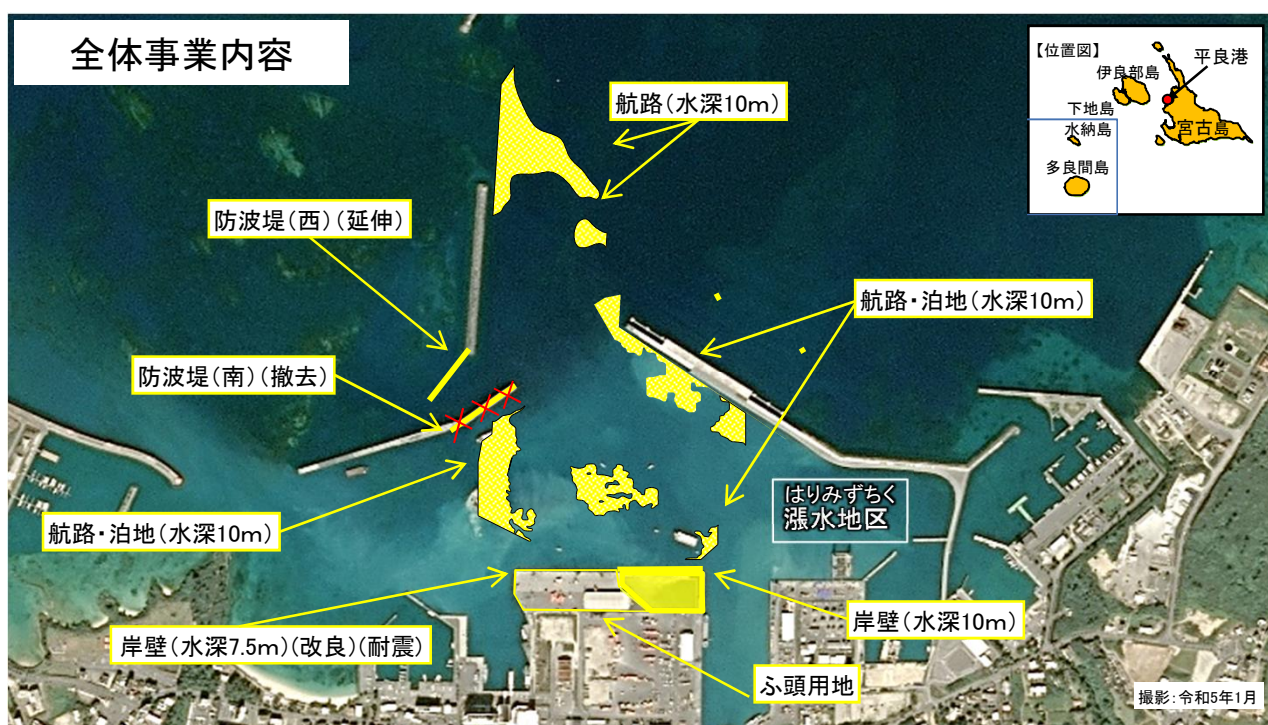 全体事業内容
【位置図】
平良港
伊良部島
下地島
宮古島
水納島
多良間島
航路(水深10m)
防波堤(西)(延伸)
航路・泊地(水深10m)
防波堤(南)(撤去)
はりみずちく
漲水地区
航路・泊地(水深10m)
岸壁(水深7.5m)(改良)(耐震)
岸壁(水深10m)
ふ頭用地
撮影:令和5年1月